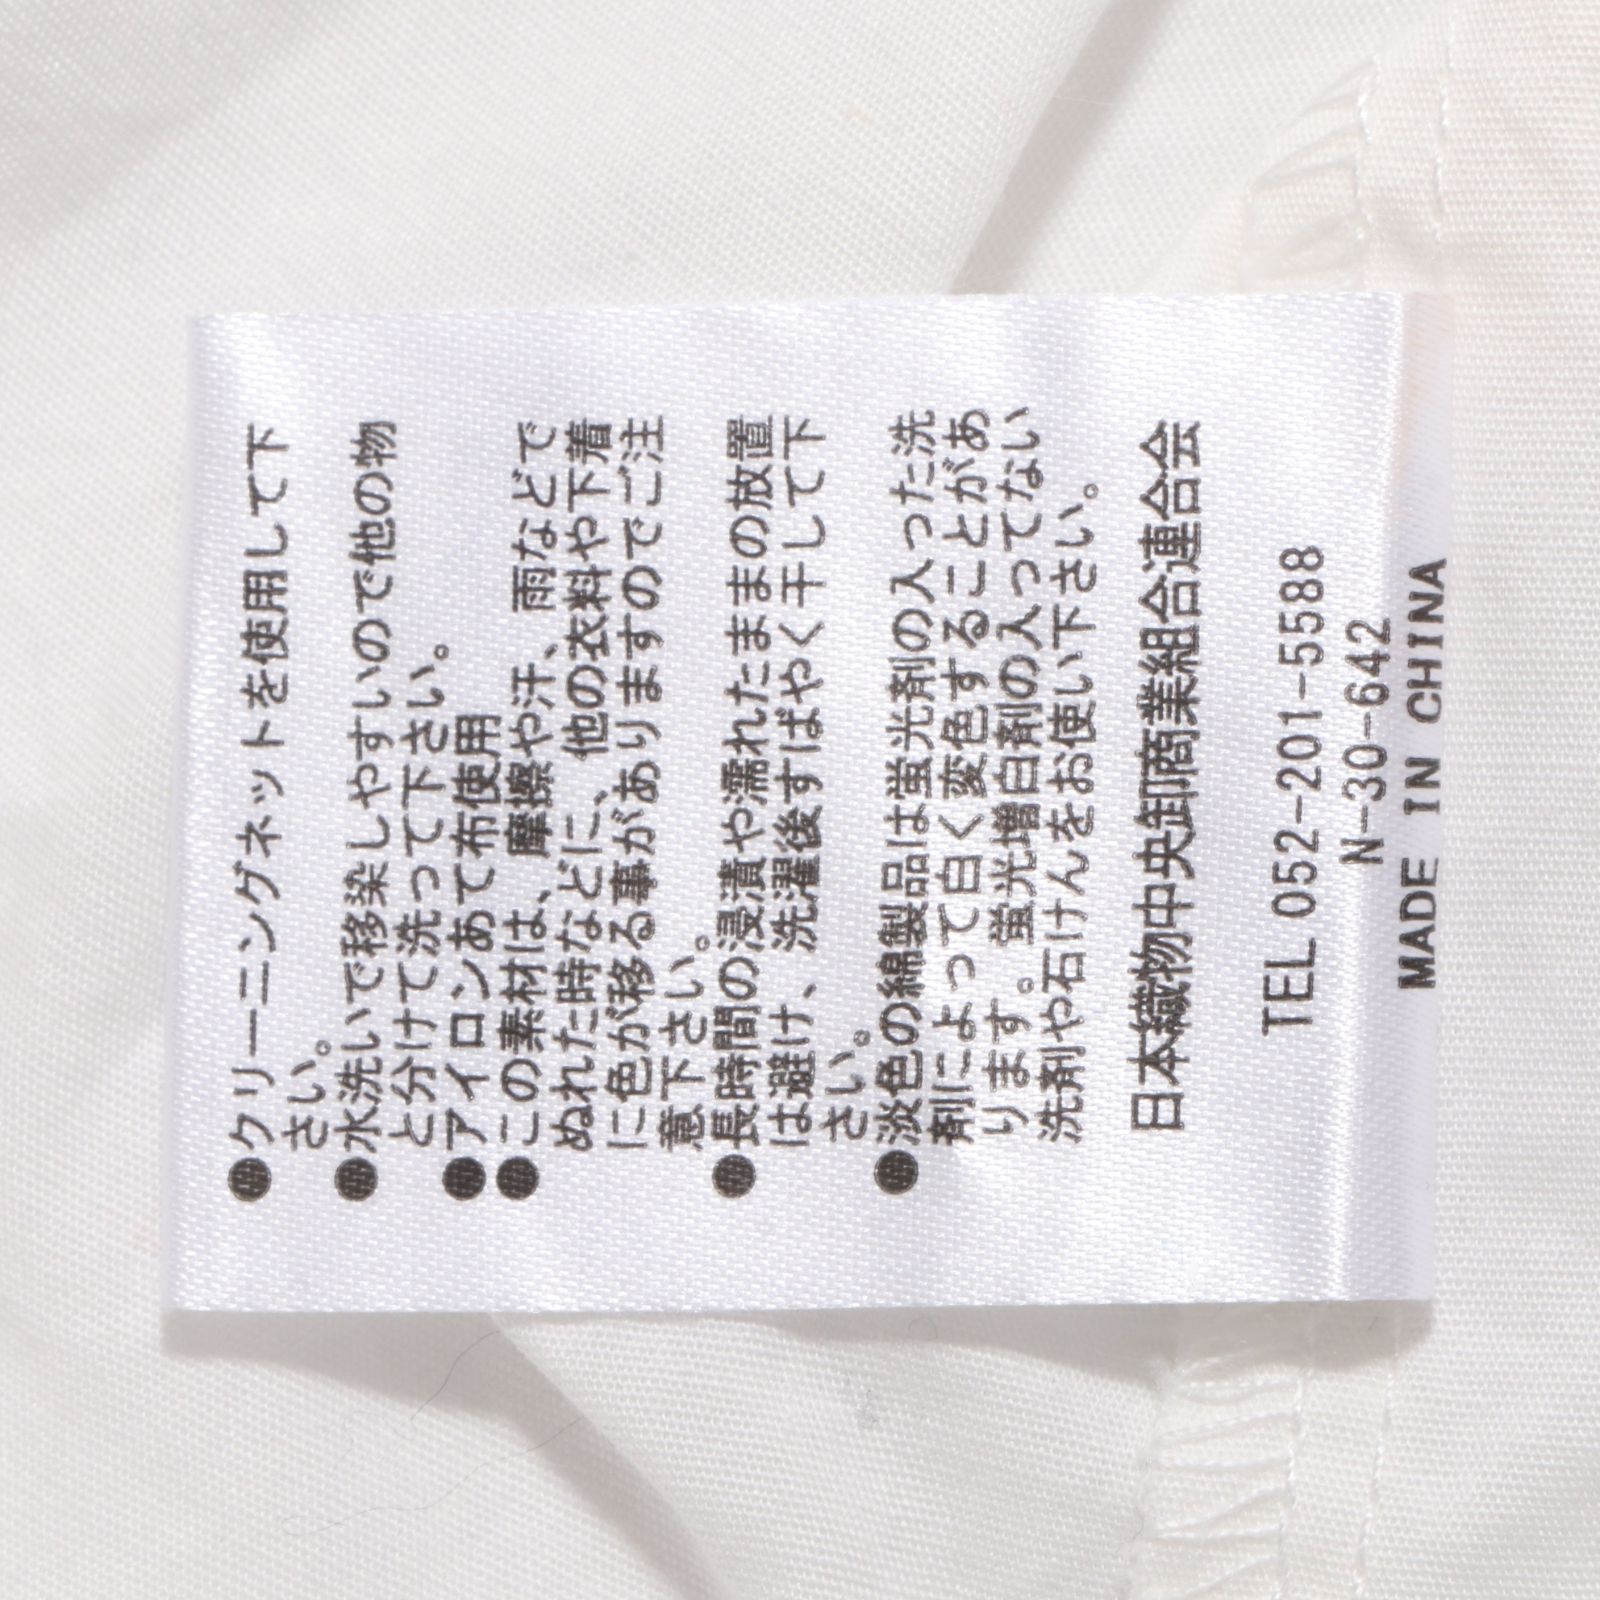 ●クリーニングネットを使用して下
さい。
●水洗いで移染しやすいので他の物
と分けて洗って下さい。
●アイロンあて布使用
●この素材は、摩擦や汗、雨などで
ぬれた時などに、他の衣料や下着
に色が移る事がありますのでご注
意下さい。
●長時間の浸漬や濡れたままの放置
は避け、洗濯後すばやく干して下
さい。
●淡色の綿製品は蛍光剤の入った洗
剤によって白く変色することがあ
ります。蛍光増白剤の入ってない
洗剤や石けんをお使い下さい。
日本織物中央卸商業組合連合会
TEL 052-201-5588
N-30-642
MADE IN CHINA